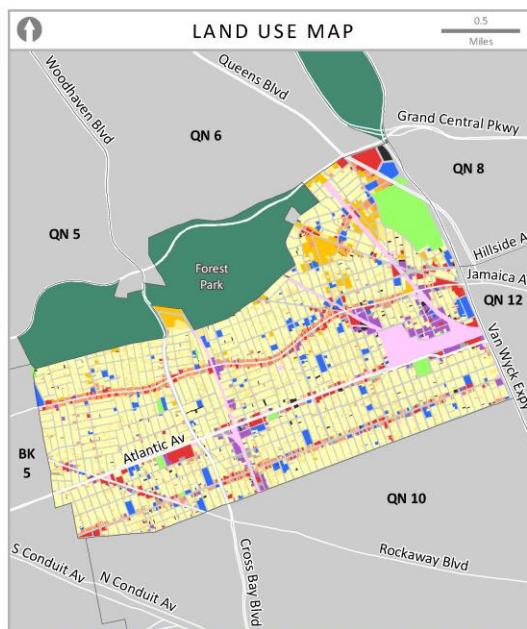 LAND USE MAP
0.5
Miles
Woodhaven Blvd
Queens Blvd
QN 6
Grand Central Pkwy
QN 8
QN 5
Hillside A
Forest
Park
Jamaica A
QN 12
Van Wyck Expy
BK
5
Atlantic Av
QN 10
S Conduit Av
N Conduit Av
Cross Bay Blvd
Rockaway Blvd